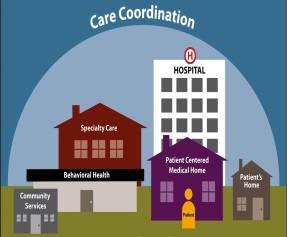 Care Coordination
H
HOSPITAL
Specialty Care
Behavioral Health
Patient Centered
Medical Home
Patient's
Home
Community
Services
Patient